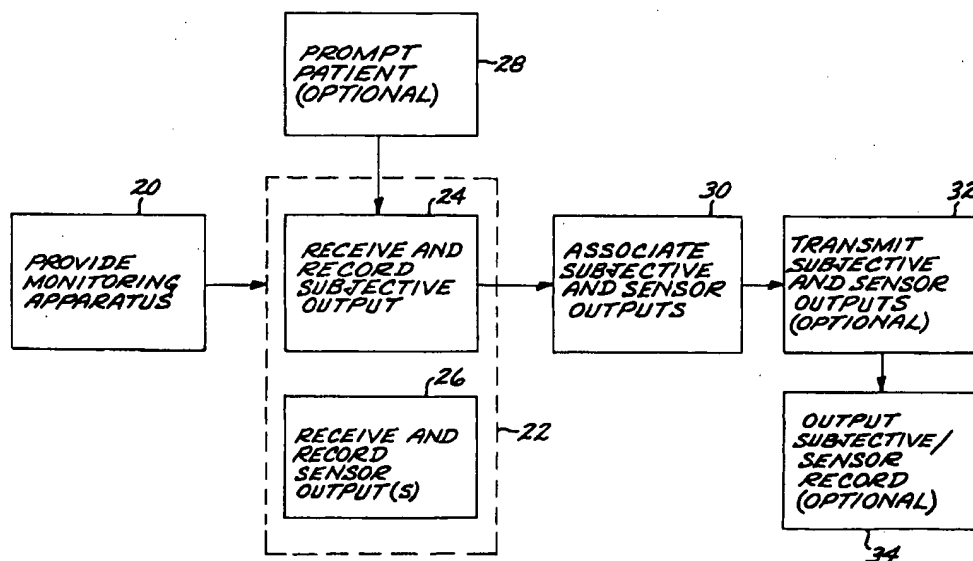 PROMPT
PATIENT
(OPTIONAL)
28
20
PROVIDE
MONITORING
APPARATUS
24
RECEIVE AND
RECORD
SUBJECTIVE
OUTPUT
26
RECEIVE AND
RECORD
SENSOR
OUTPUT(S)
22
30
ASSOCIATE
SUBJECTIVE
AND SENSOR
OUTPUTS
32
TRANSMIT
SUBJECTIVE
AND SENSOR
OUTPUTS
(OPTIONAL)
OUTPUT
SUBJECTIVE/
SENSOR
RECORD
(OPTIONAL)
34